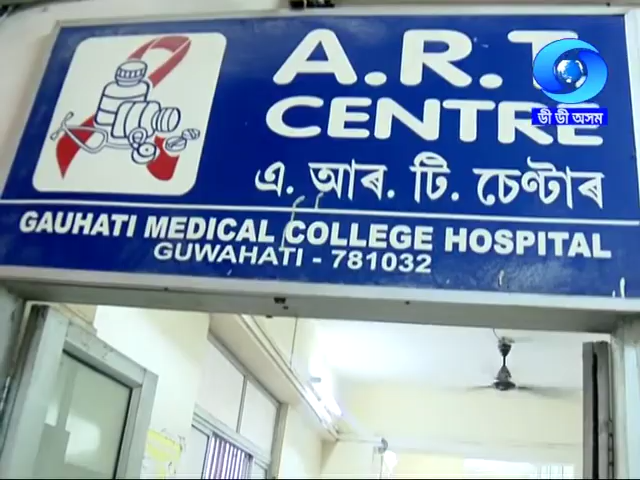 A.R.T
CENTRE
এ. আৰ. টি. চেণ্টাৰ
GAUHATI MEDICAL COLLEGE HOSPITAL
GUWAHATI - 781032
ডী ডী অসম